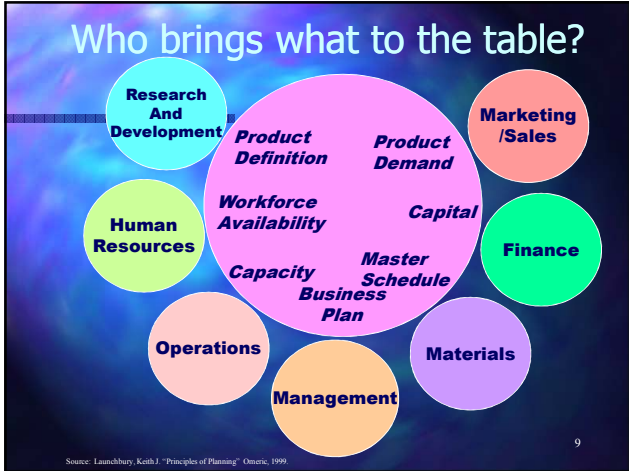 Who brings what to the table?
Research
And
Development
Marketing
/Sales
Product
Definition
Product
Demand
Workforce
Availability
Capital
Human
Resources
Finance
Capacity
Master
Schedule
Business
Plan
Operations
Materials
Management
9
Source: Launchbury, Keith J. "Principles of Planning" Omeric, 1999.